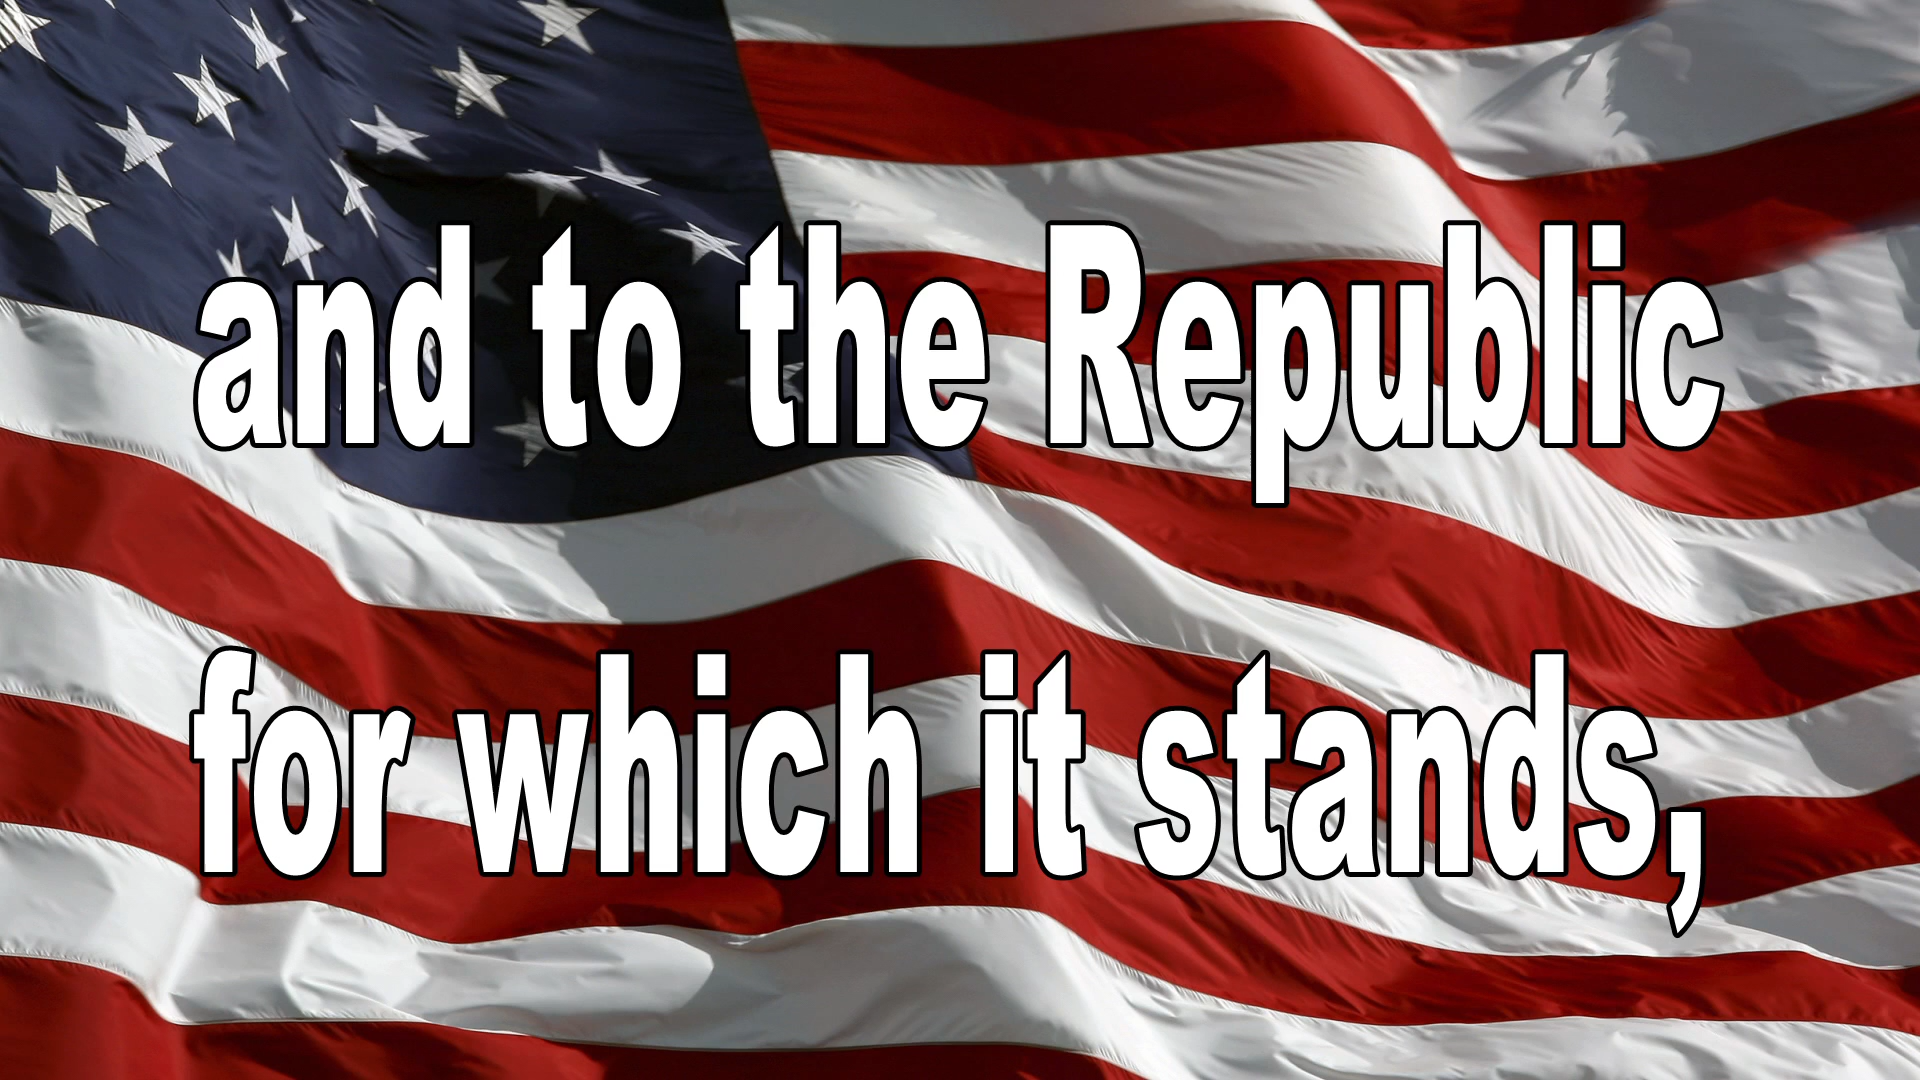 and to the Republic
for which it stands,